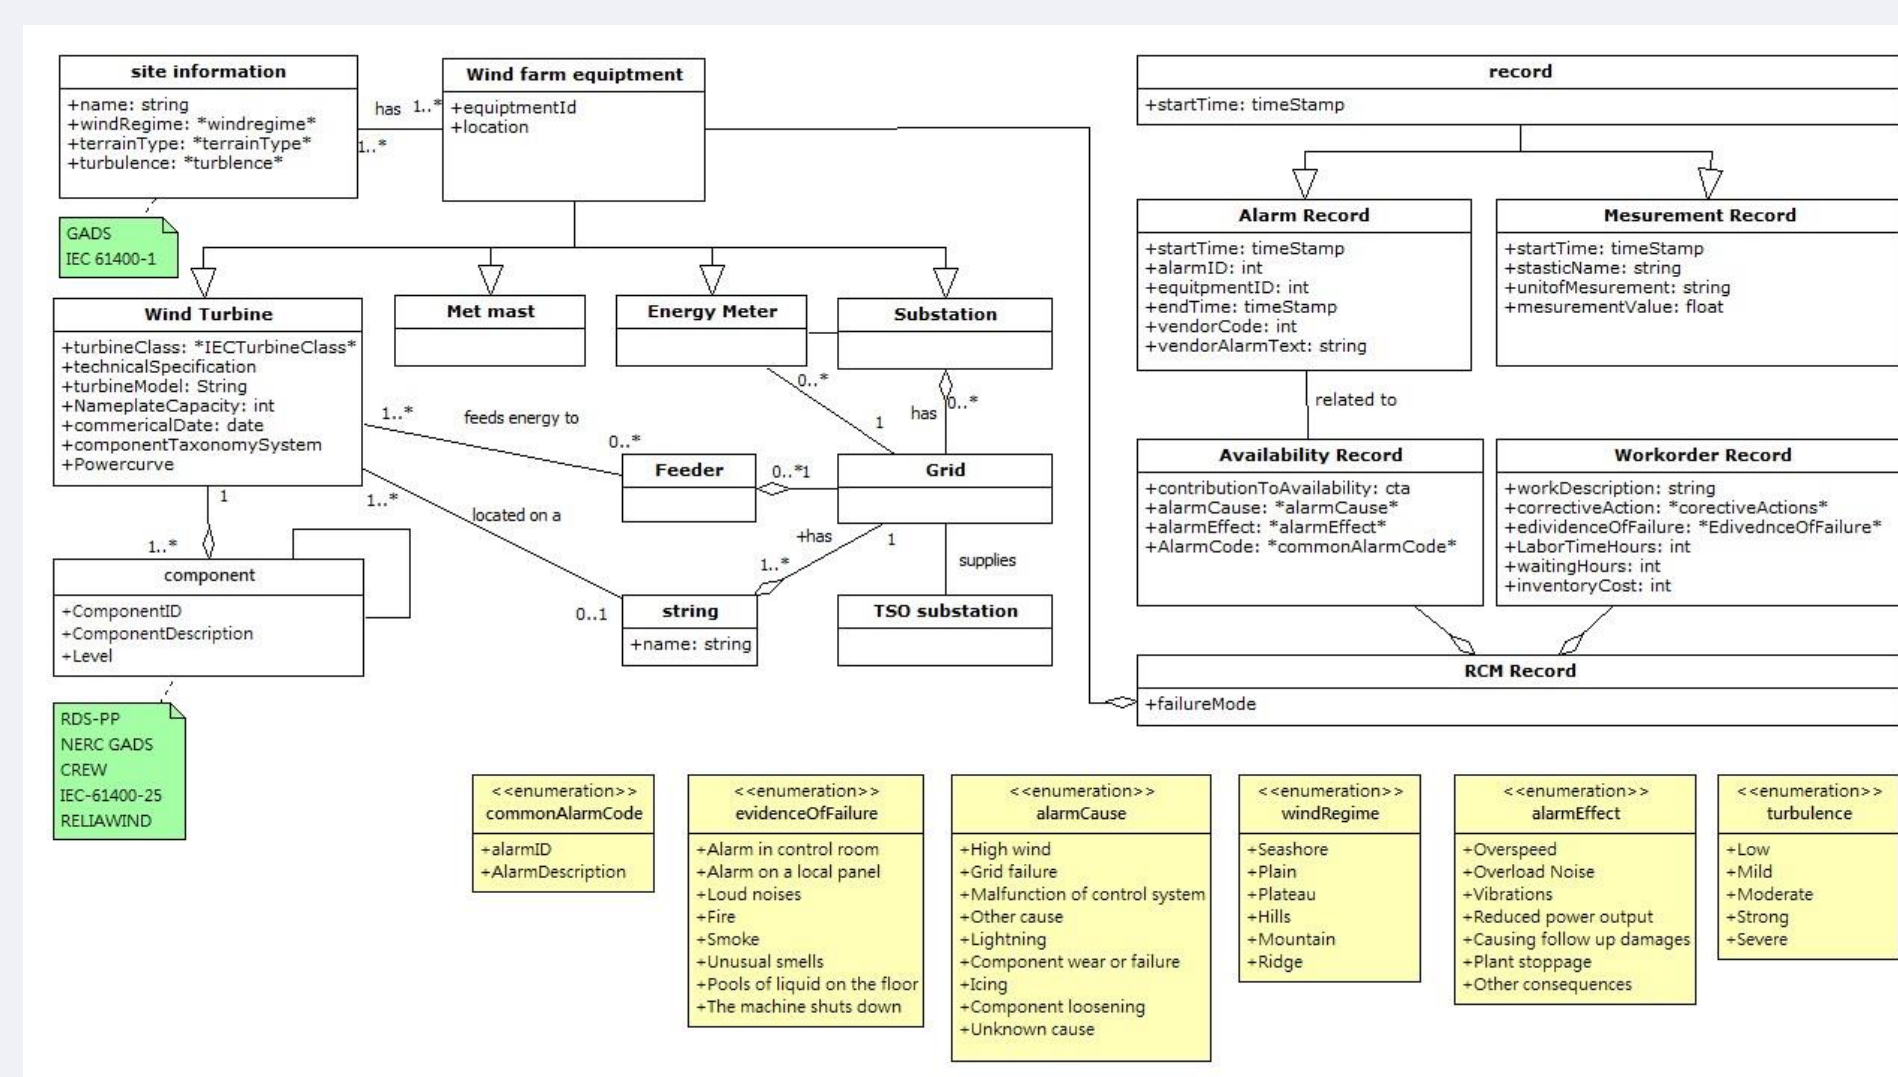 site information
+name: string
+windRegime: *windregime*
+terrainType: *terrainType*
+turbulence: *turblence*
has
1..*
1..*
Wind farm equiptment
+equiptmentId
+location
GADS
IEC 61400-1
record
+startTime: timeStamp
Alarm Record
+startTime: timeStamp
+alarmID: int
+equitpmentID: int
+endTime: timeStamp
+vendorCode: int
+vendorAlarmText: string
Mesurement Record
+startTime: timeStamp
+stasticName: string
+unitofMesurement: string
+mesurementValue: float
Wind Turbine
+turbineClass: *IECTurbineClass*
+technicalSpecification
+turbineModel: String
+NameplateCapacity: int
+commericalDate: date
+componentTaxonomySystem
+Powercurve
Met mast
Energy Meter
Substation
0..*
1
has
0..*
related to
1..*
feeds energy to
0..*
Feeder
0..*1
Grid
1
1..*
located on a
1..*
+has
1
1..*
supplies
0..1
string
+name: string
TSO substation
component
+ComponentID
+ComponentDescription
+Level
RDS-PP
NERC GADS
CREW
IEC-61400-25
RELIAWIND
Availability Record
+contributionToAvailability: cta
+alarmCause: *alarmCause*
+alarmEffect: *alarmEffect*
+AlarmCode: *commonAlarmCode*
Workorder Record
+workDescription: string
+correctiveAction: *corectiveActions*
+edividenceOfFailure: *EdivednceOfFailure*
+LaborTimeHours: int
+waitingHours: int
+inventoryCost: int
RCM Record
+failureMode
<<enumeration>>
commonAlarmCode
+alarmID
+AlarmDescription
<<enumeration>>
evidenceOfFailure
+Alarm in control room
+Alarm on a local panel
+Loud noises
+Fire
+Smoke
+Unusual smells
+Pools of liquid on the floor
+The machine shuts down
<<enumeration>>
alarmCause
+High wind
+Grid failure
+Malfunction of control system
+Other cause
+Lightning
+Component wear or failure
+Icing
+Component loosening
+Unknown cause
<<enumeration>>
windRegime
+Seashore
+Plain
+Plateau
+Hills
+Mountain
+Ridge
<<enumeration>>
alarmEffect
+Overspeed
+Overload Noise
+Vibrations
+Reduced power output
+Causing follow up damages
+Plant stoppage
+Other consequences
<<enumeration>>
turbulence
+Low
+Mild
+Moderate
+Strong
+Severe